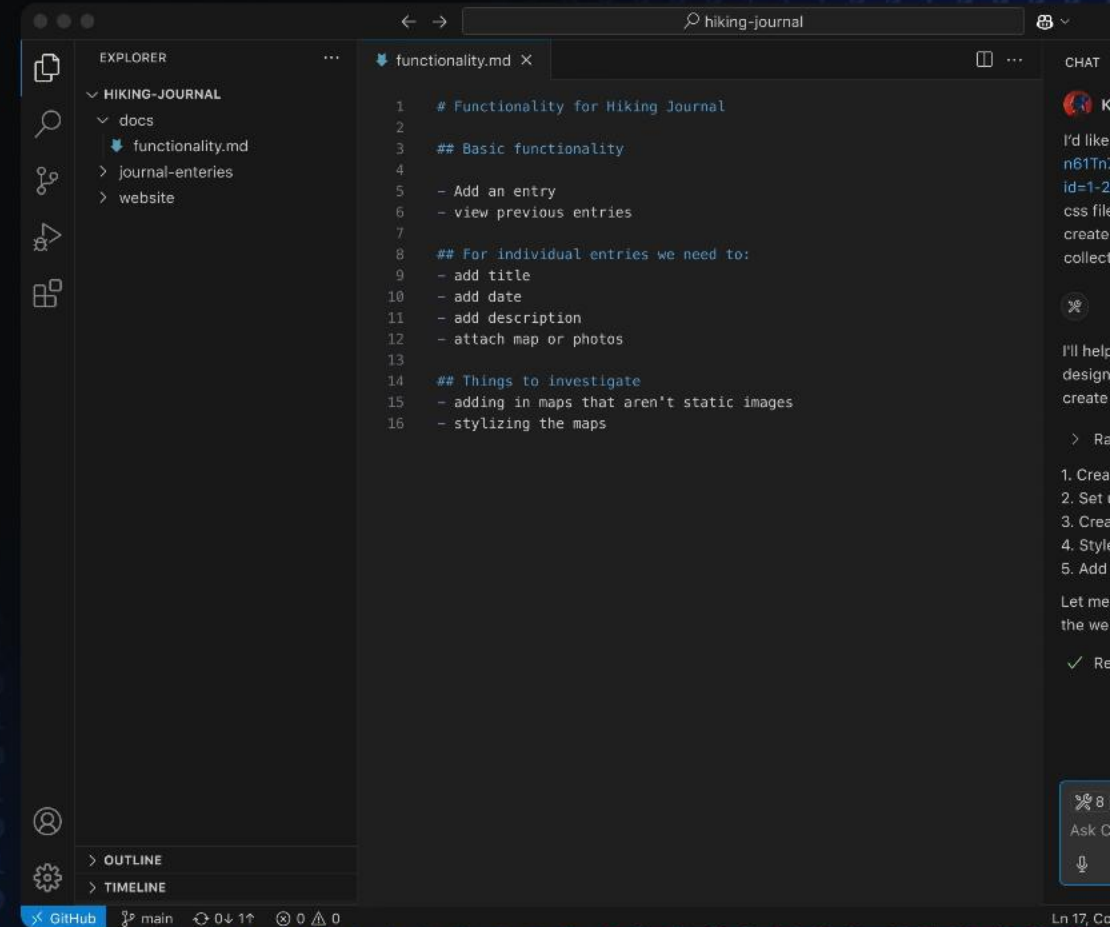 hiking-journal
EXPLORER
...
HIKING-JOURNAL
docs
functionality.md
journal-enteries
website
OUTLINE
TIMELINE
functionality.md
...
1 # Functionality for Hiking Journal
2
3 ## Basic functionality
4
5 - Add an entry
6 - view previous entries
7
8 ## For individual entries we need to:
9 - add title
10 - add date
11 - add description
12 - attach map or photos
13
14 ## Things to investigate
15 - adding in maps that aren't static images
16 - stylizing the maps
CHAT
K
I'd like
n61Tn
id=1-2
css file
create
collect
I'll help
design
create
Ra
1. Crea
2. Set
3. Crea
4. Style
5. Add
Let me
the we
Re
8
Ask C
GitHub main 0↓ 1↑ 0 0
Ln 17, Co